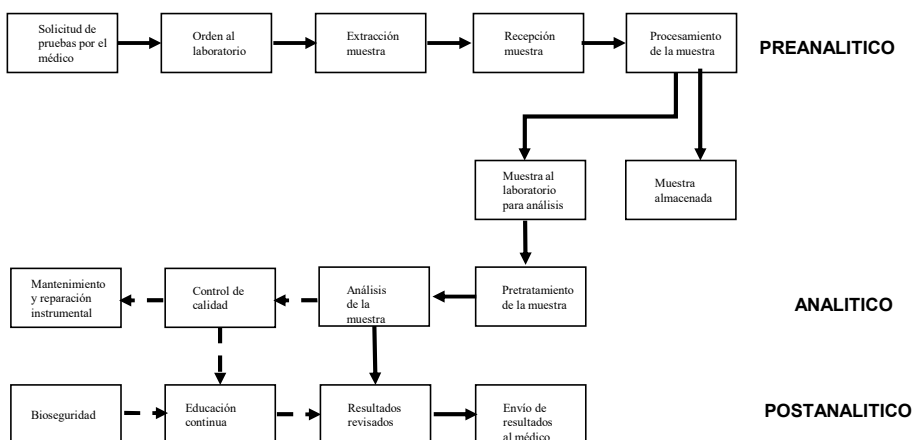 Solicitud de
pruebas por el
médico
Orden al
laboratorio
Extracción
muestra
Recepción
muestra
Procesamiento
de la muestra
PREANALITICO
Muestra al
laboratorio
para análisis
Muestra
almacenada
Mantenimiento
y reparación
instrumental
Control de
calidad
Análisis
de la
muestra
Pretratamiento
de la muestra
ANALITICO
Bioseguridad
Educación
continua
Resultados
revisados
Envío de
resultados
al médico
POSTANALITICO